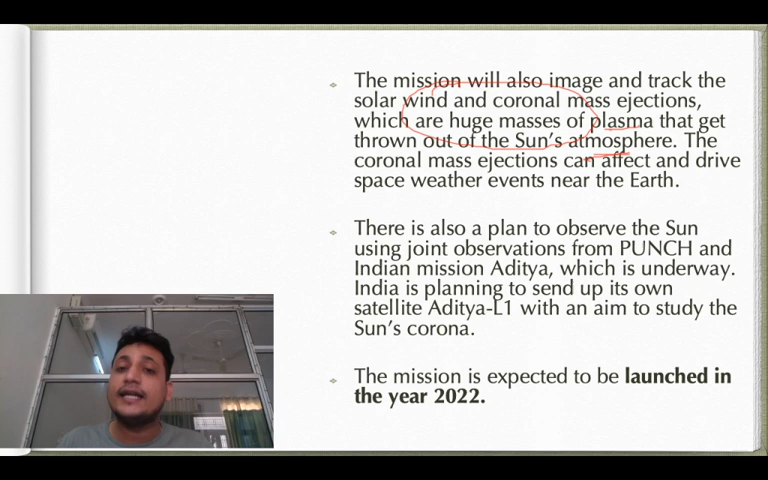 The mission will also image and track the
solar wind and coronal mass ejections,
which are huge masses of plasma that get
thrown out of the Sun's atmosphere. The
coronal mass ejections can affect and drive
space weather events near the Earth.
There is also a plan to observe the Sun
using joint observations from PUNCH and
Indian mission Aditya, which is underway.
India is planning to send up its own
satellite Aditya-L1 with an aim to study the
Sun's corona.
The mission is expected to be launched in
the year 2022.